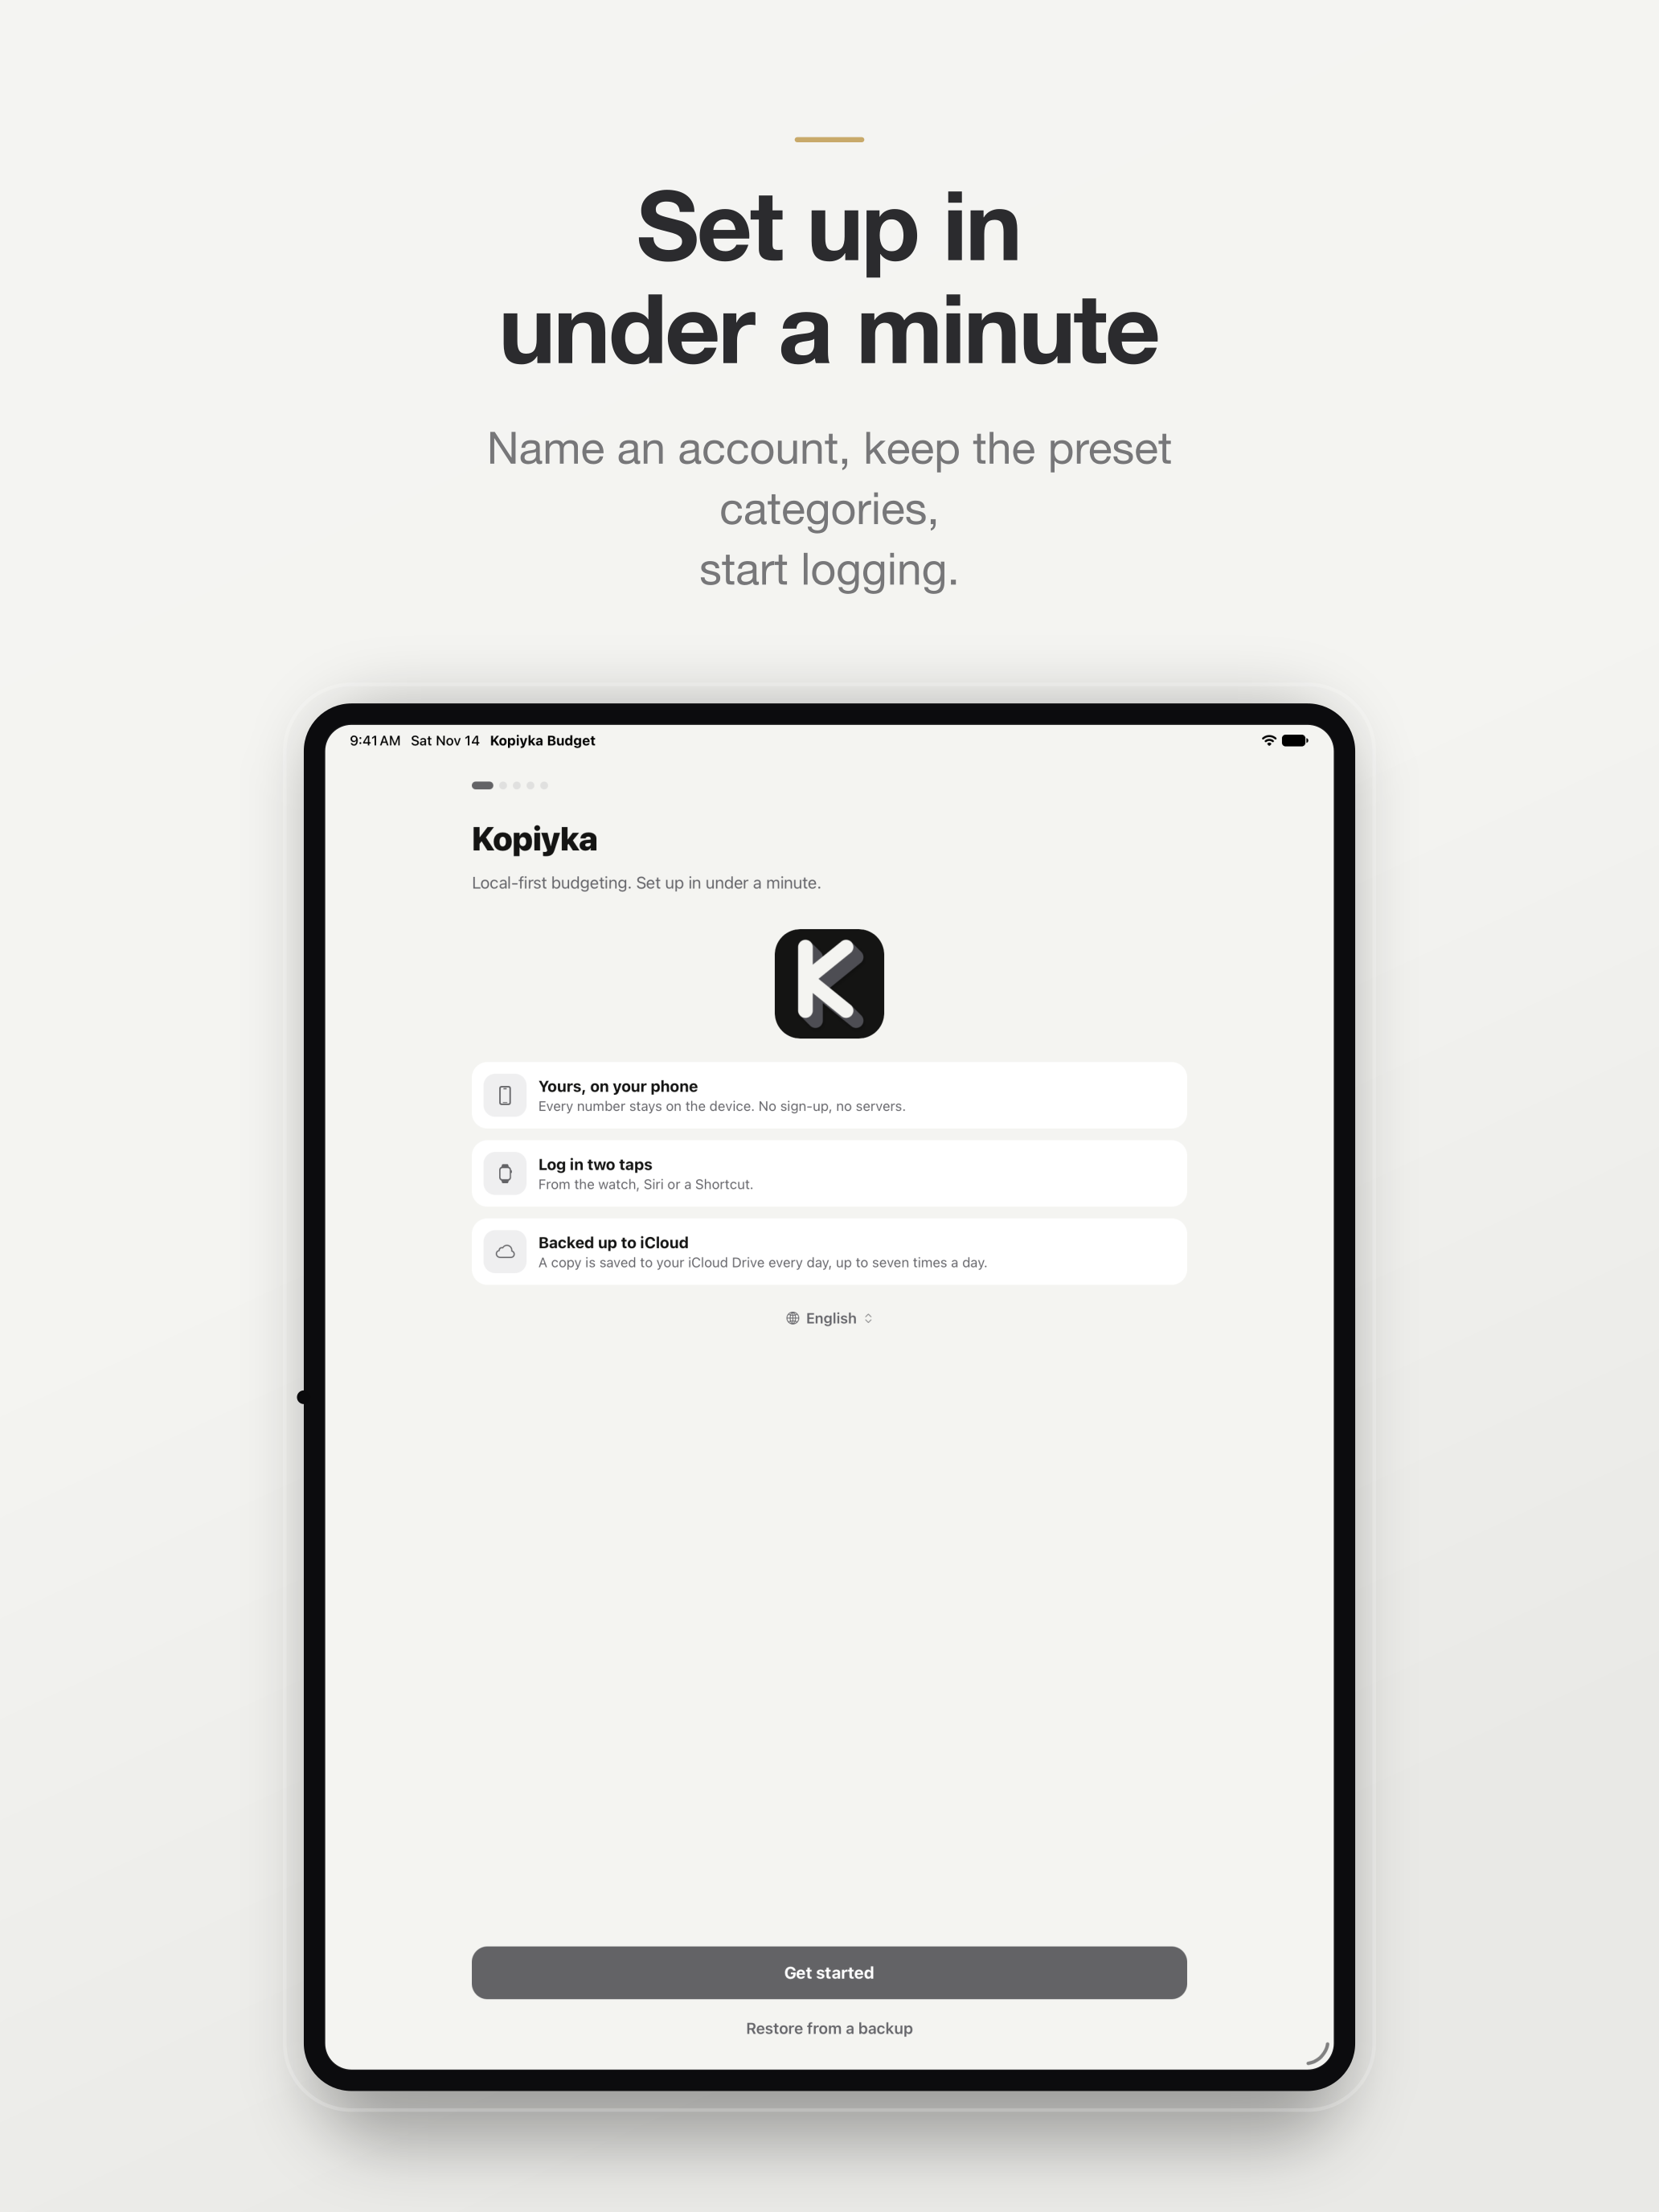 Set up in
under a minute
Name an account, keep the preset
categories,
start logging.
9:41 AM Sat Nov 14 Kopiyka Budget
Kopiyka
Local-first budgeting. Set up in under a minute.
K
Yours, on your phone
Every number stays on the device. No sign-up, no servers.
Log in two taps
From the watch, Siri or a Shortcut.
Backed up to iCloud
A copy is saved to your iCloud Drive every day, up to seven times a day.
English
Get started
Restore from a backup